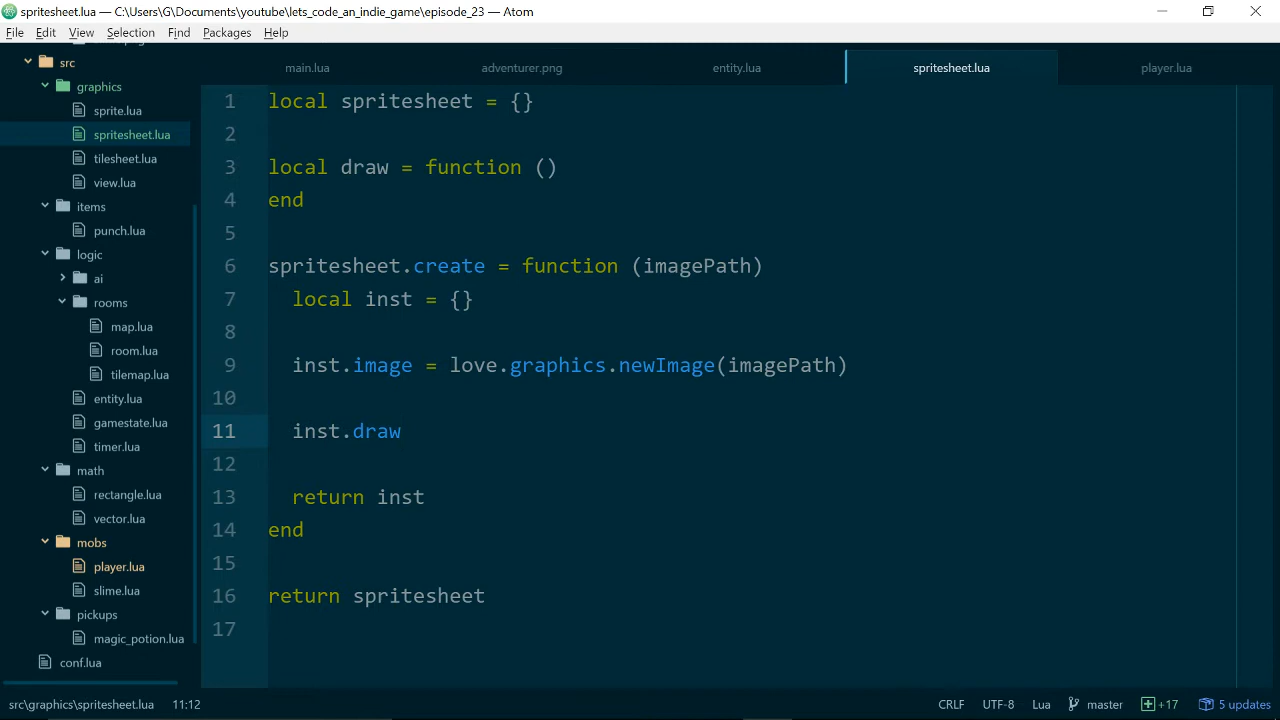 spritesheet.lua — C:\Users\G\Documents\youtube\lets_code_an_indie_game\episode_23 — Atom
File Edit View Selection Find Packages Help
src
graphics
sprite.lua
spritesheet.lua
tilesheet.lua
view.lua
items
punch.lua
logic
ai
rooms
map.lua
room.lua
tilemap.lua
entity.lua
gamestate.lua
timer.lua
math
rectangle.lua
vector.lua
mobs
player.lua
slime.lua
pickups
magic_potion.lua
conf.lua
main.lua adventurer.png entity.lua spritesheet.lua player.lua
1 local spritesheet = {}
2
3 local draw = function ()
4 end
5
6 spritesheet.create = function (imagePath)
7   local inst = {}
8
9   inst.image = love.graphics.newImage(imagePath)
10
11   inst.draw
12
13   return inst
14 end
15
16 return spritesheet
17
src\graphics\spritesheet.lua 11:12 CRLF UTF-8 Lua master +17 5 updates